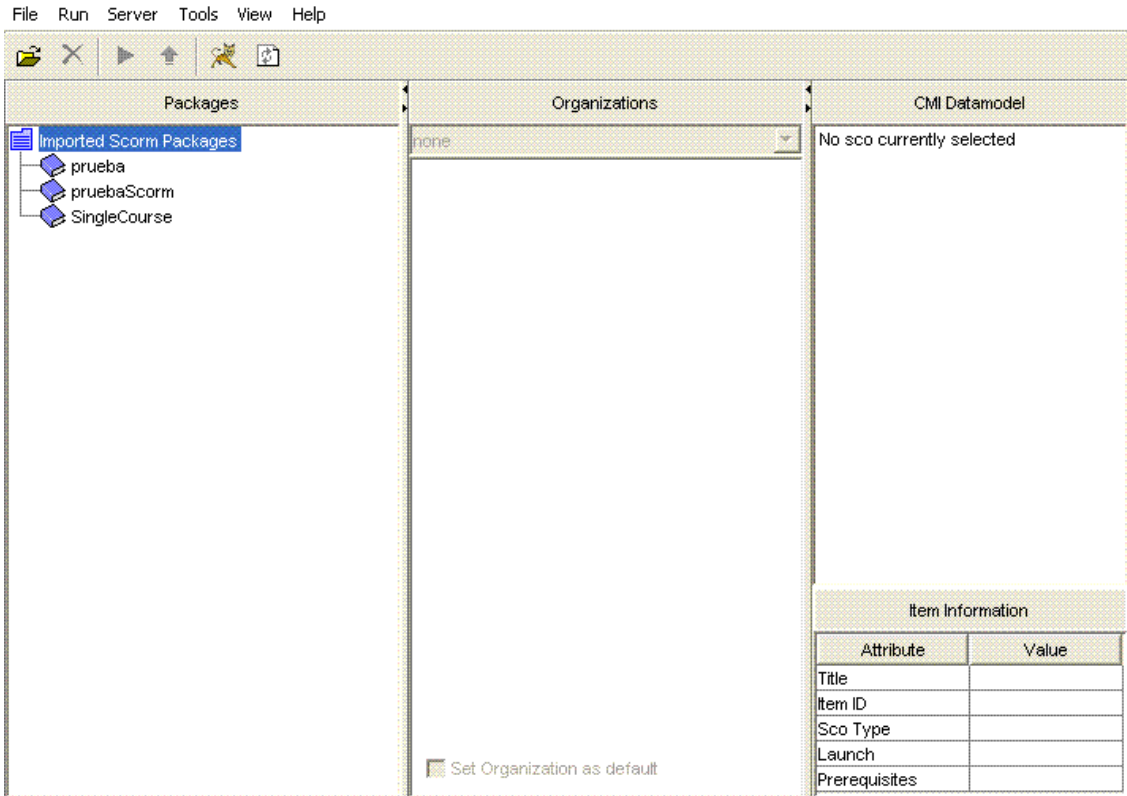 File Run Server Tools View Help
Packages
Organizations
CMI Datamodel
Imported Scorm Packages
none
No sco currently selected
prueba
pruebaScorm
SingleCourse
Item Information
Attribute Value
Title
Item ID
Sco Type
Launch
Set Organization as default
Prerequisites